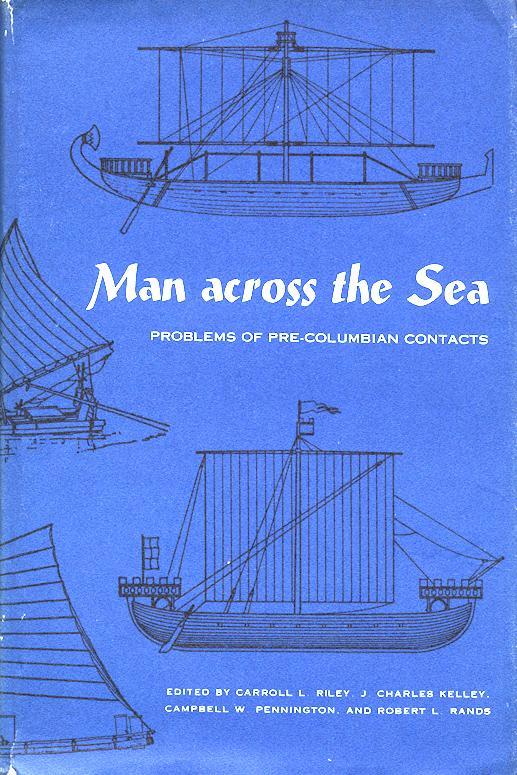 Man across the Sea
PROBLEMS OF PRE-COLUMBIAN CONTACTS
EDITED BY CARROLL L. RILEY, J. CHARLES KELLEY,
CAMPBELL W. PENNINGTON, AND ROBERT L. RANDS